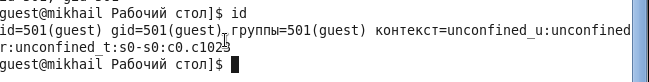 guest@mikhail Рабочий стол]$ id
id=501(guest) gid=501(guest) группы=501(guest) контекст=unconfined_u:unconfined
r:unconfined_t:s0-s0:c0.c1023
guest@mikhail Рабочий стол]$